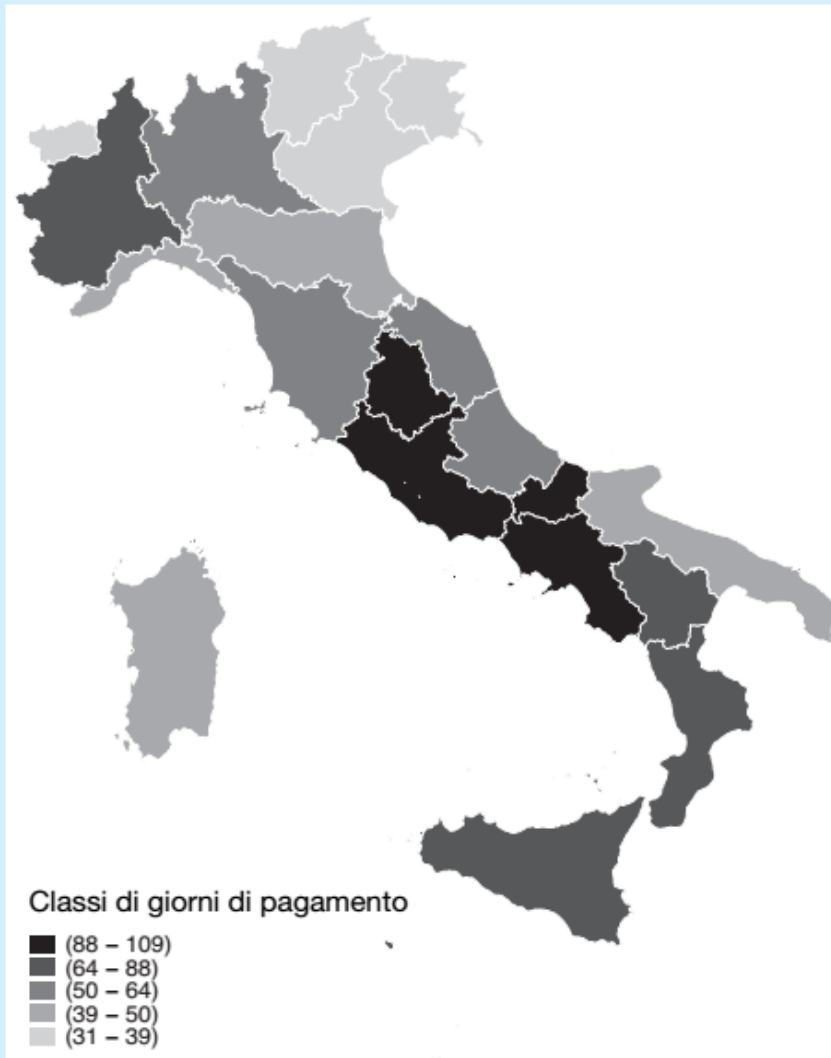 Classi di giorni di pagamento
(88 – 109)
(64 – 88)
(50 – 64)
(39 – 50)
(31 – 39)